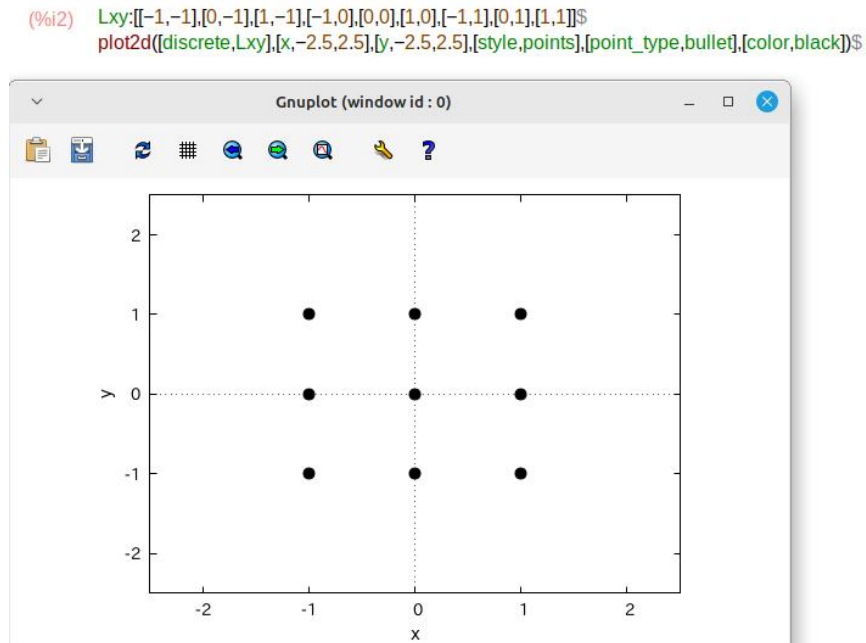 (%i2) Lxy:[[−1,−1],[0,−1],[1,−1],[−1,0],[0,0],[1,0],[−1,1],[0,1],[1,1]]$
plot2d([discrete,Lxy],[x,−2.5,2.5],[y,−2.5,2.5],[style,points],[point_type,bullet],[color,black])$
Gnuplot (window id : 0)
?
2
1
y 0
-1
-2
-2 -1 0 1 2
x